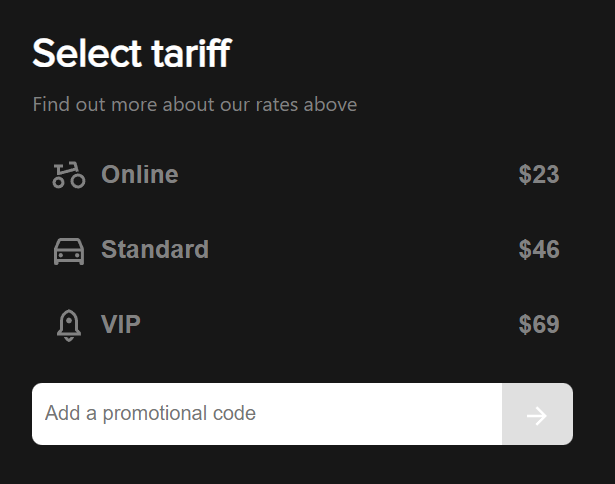 Select tariff
Find out more about our rates above
Online $23
Standard $46
VIP $69
Add a promotional code